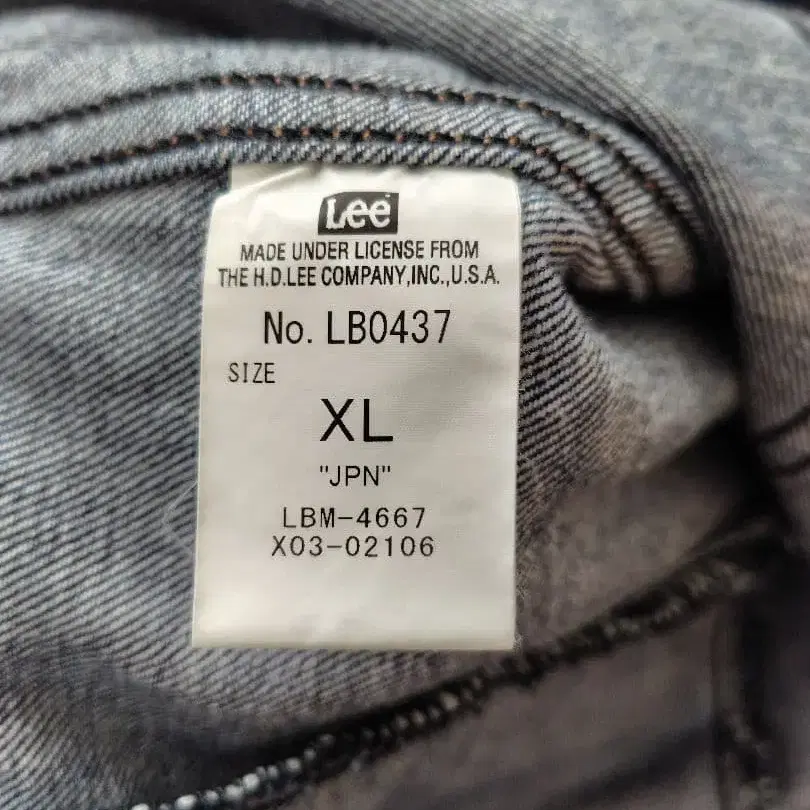 Lee
MADE UNDER LICENSE FROM
THE H.D.LEE COMPANY,INC.,U.S.A.
No. LB0437
SIZE
XL
"JPN"
LBM-4667
X03-02106